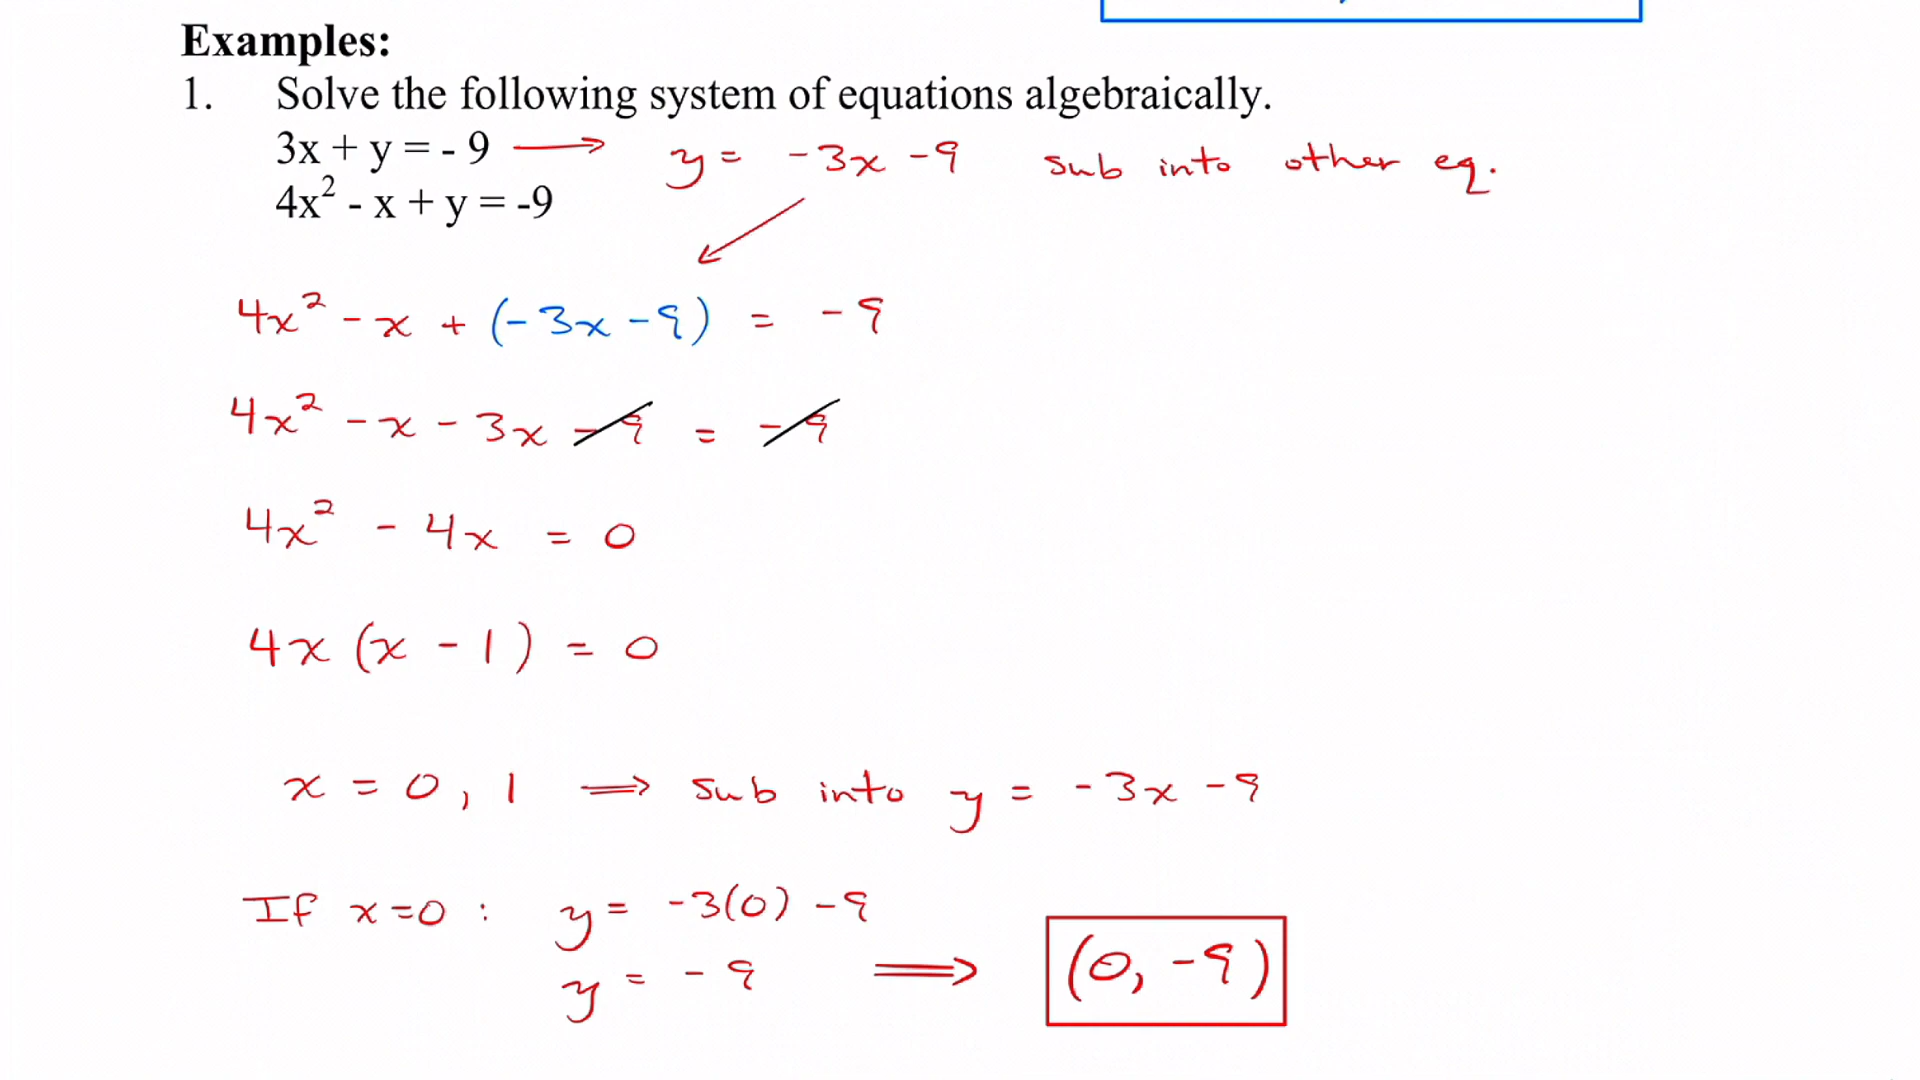 Examples:
1. Solve the following system of equations algebraically.
3x + y = - 9 ⟶ y = -3x - 9 sub into other eq.
4x² - x + y = -9
4x² - x + (-3x - 9) = -9
4x² - x - 3x - 9 = -9
4x² - 4x = 0
4x (x - 1) = 0
x = 0, 1 ⟹ sub into y = -3x - 9
If x=0 : y = -3(0) - 9
y = -9 ⟹ (0, -9)